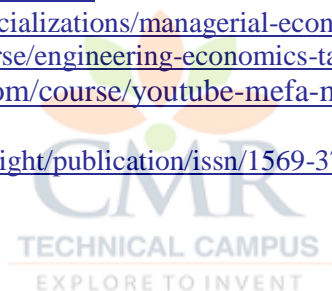 cializations/managerial-econ
rse/engineering-economics-ta
om/course/youtube-mefa-n
ight/publication/issn/1569-37
CMR
TECHNICAL CAMPUS
EXPLORE TO INVENT